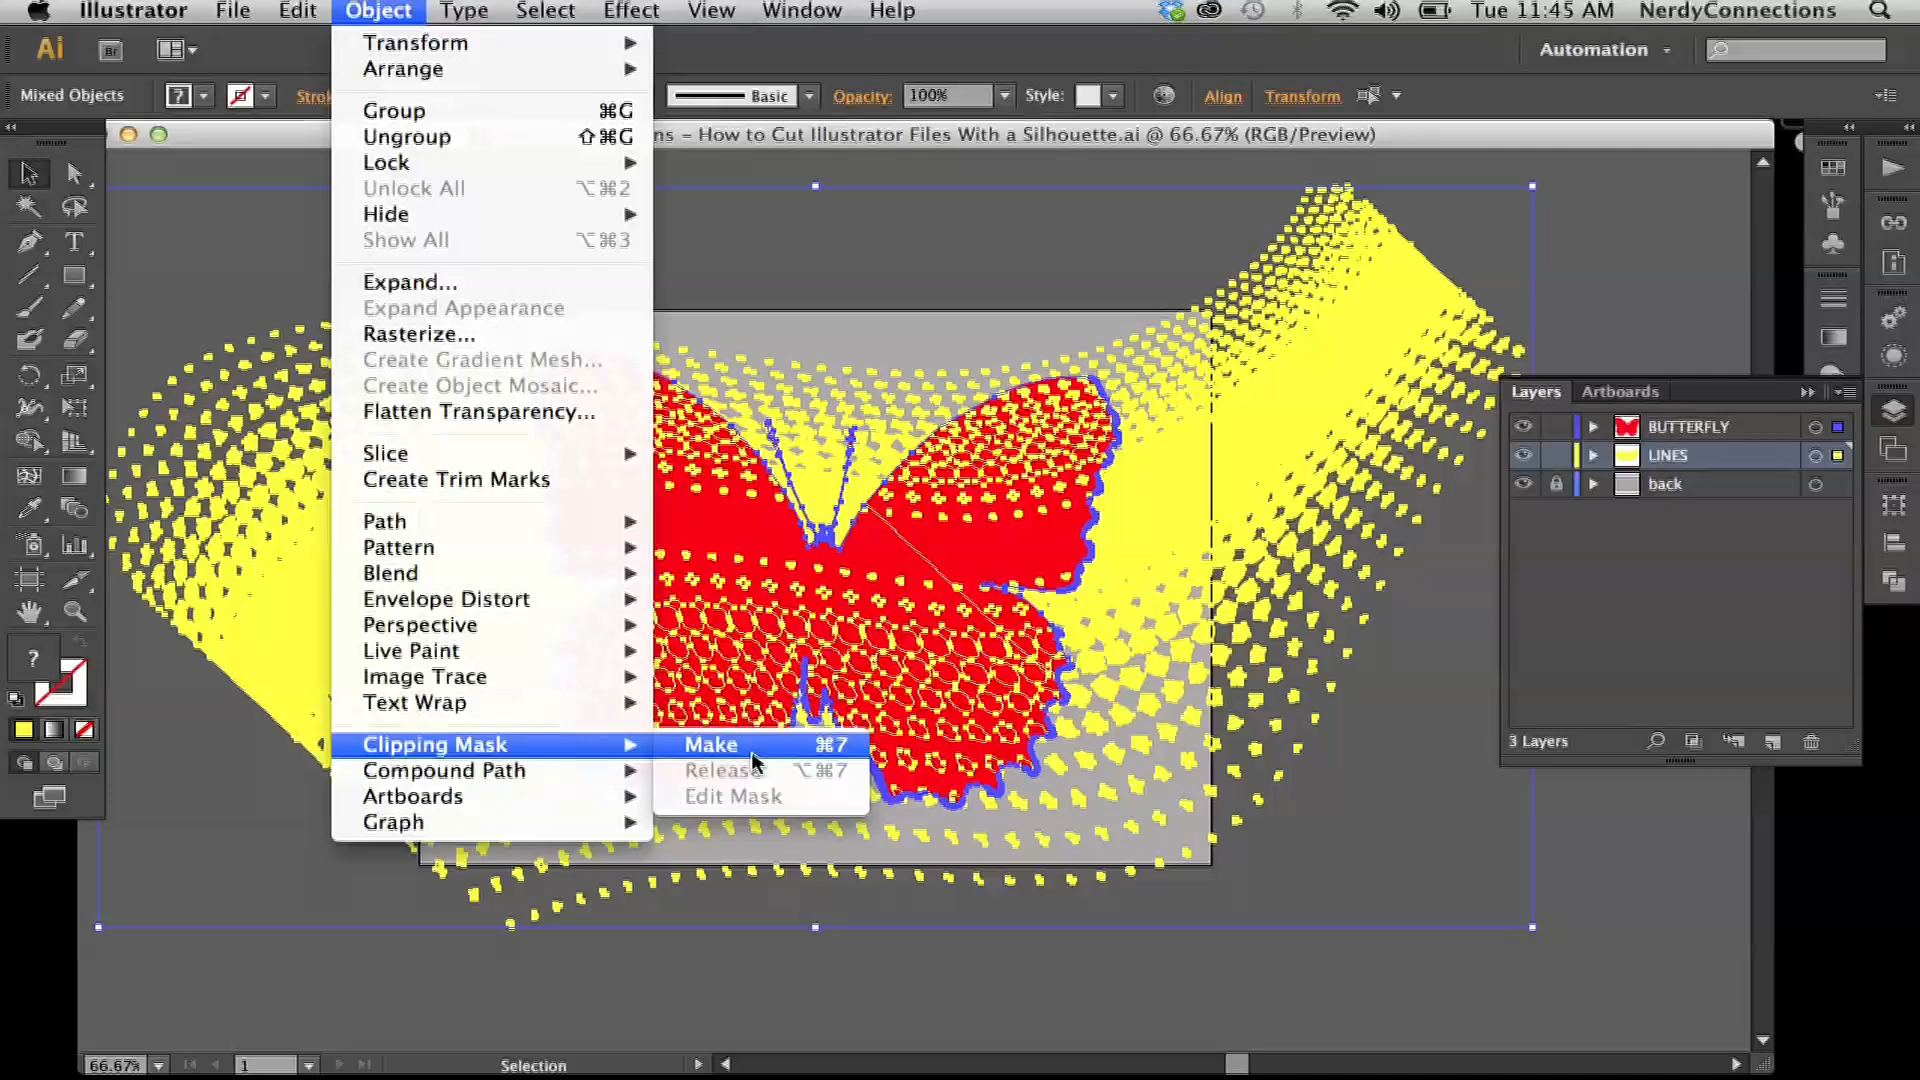 Illustrator File Edit Object Type Select Effect View Window Help Tue 11:45 AM NerdyConnections
Ai Br Automation
Mixed Objects ? Basic Opacity: 100% Style: Align Transform
ns – How to Cut Illustrator Files With a Silhouette.ai @ 66.67% (RGB/Preview)
Transform
Arrange
Group ⌘G
Ungroup ⇧⌘G
Lock
Unlock All ⌥⌘2
Hide
Show All ⌥⌘3
Expand...
Expand Appearance
Rasterize...
Create Gradient Mesh...
Create Object Mosaic...
Flatten Transparency...
Slice
Create Trim Marks
Path
Pattern
Blend
Envelope Distort
Perspective
Live Paint
Image Trace
Text Wrap
Clipping Mask
Compound Path
Artboards
Graph
Make ⌘7
Release ⌥⌘7
Edit Mask
T
?
Layers Artboards
BUTTERFLY
LINES
back
3 Layers
66.67% 1 Selection